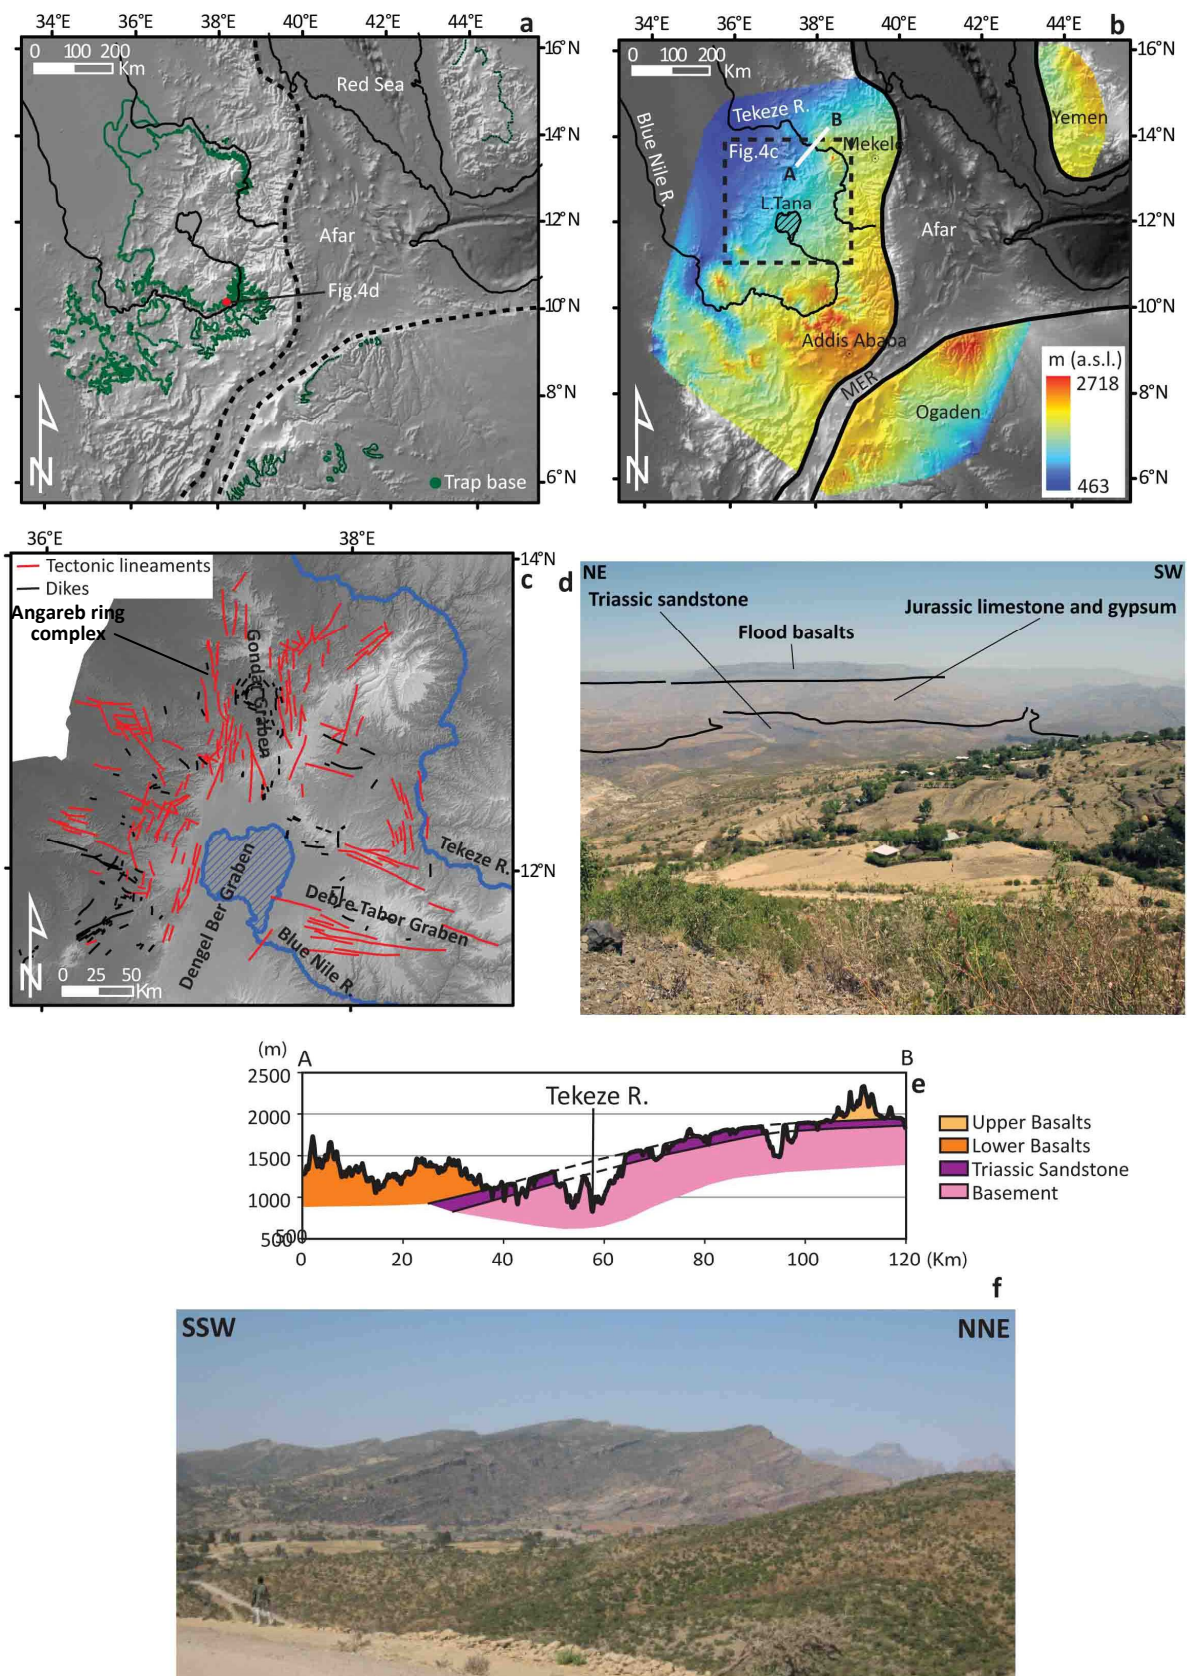 36°E 38°E 40°E 42°E 44°E
a
0 100 200
Km
16°N
14°N
12°N
10°N
8°N
6°N
Red Sea
Afar
Fig.4d
N
Trap base
34°E 36°E 38°E 40°E 42°E 44°E
b
0 100 200
Km
16°N
14°N
12°N
10°N
8°N
6°N
Tekeze R.
Blue Nile R.
B
Fig.4c
Mekele
A
L.Tana
Yemen
Afar
Addis Ababa
MER
Ogaden
m (a.s.l.)
2718
463
N
36°E 38°E
14°N
12°N
c
Tectonic lineaments
Dikes
Angareb ring
complex
Gondar Graben
Tekeze R.
Dengel Ber Graben
Debre Tabor Graben
Blue Nile R.
N
0 25 50
Km
d
NE SW
Triassic sandstone
Jurassic limestone and gypsum
Flood basalts
(m) A B
e
2500
2000
1500
1000
500
500
Tekeze R.
0 20 40 60 80 100 120 (Km)
Upper Basalts
Lower Basalts
Triassic Sandstone
Basement
f
SSW NNE